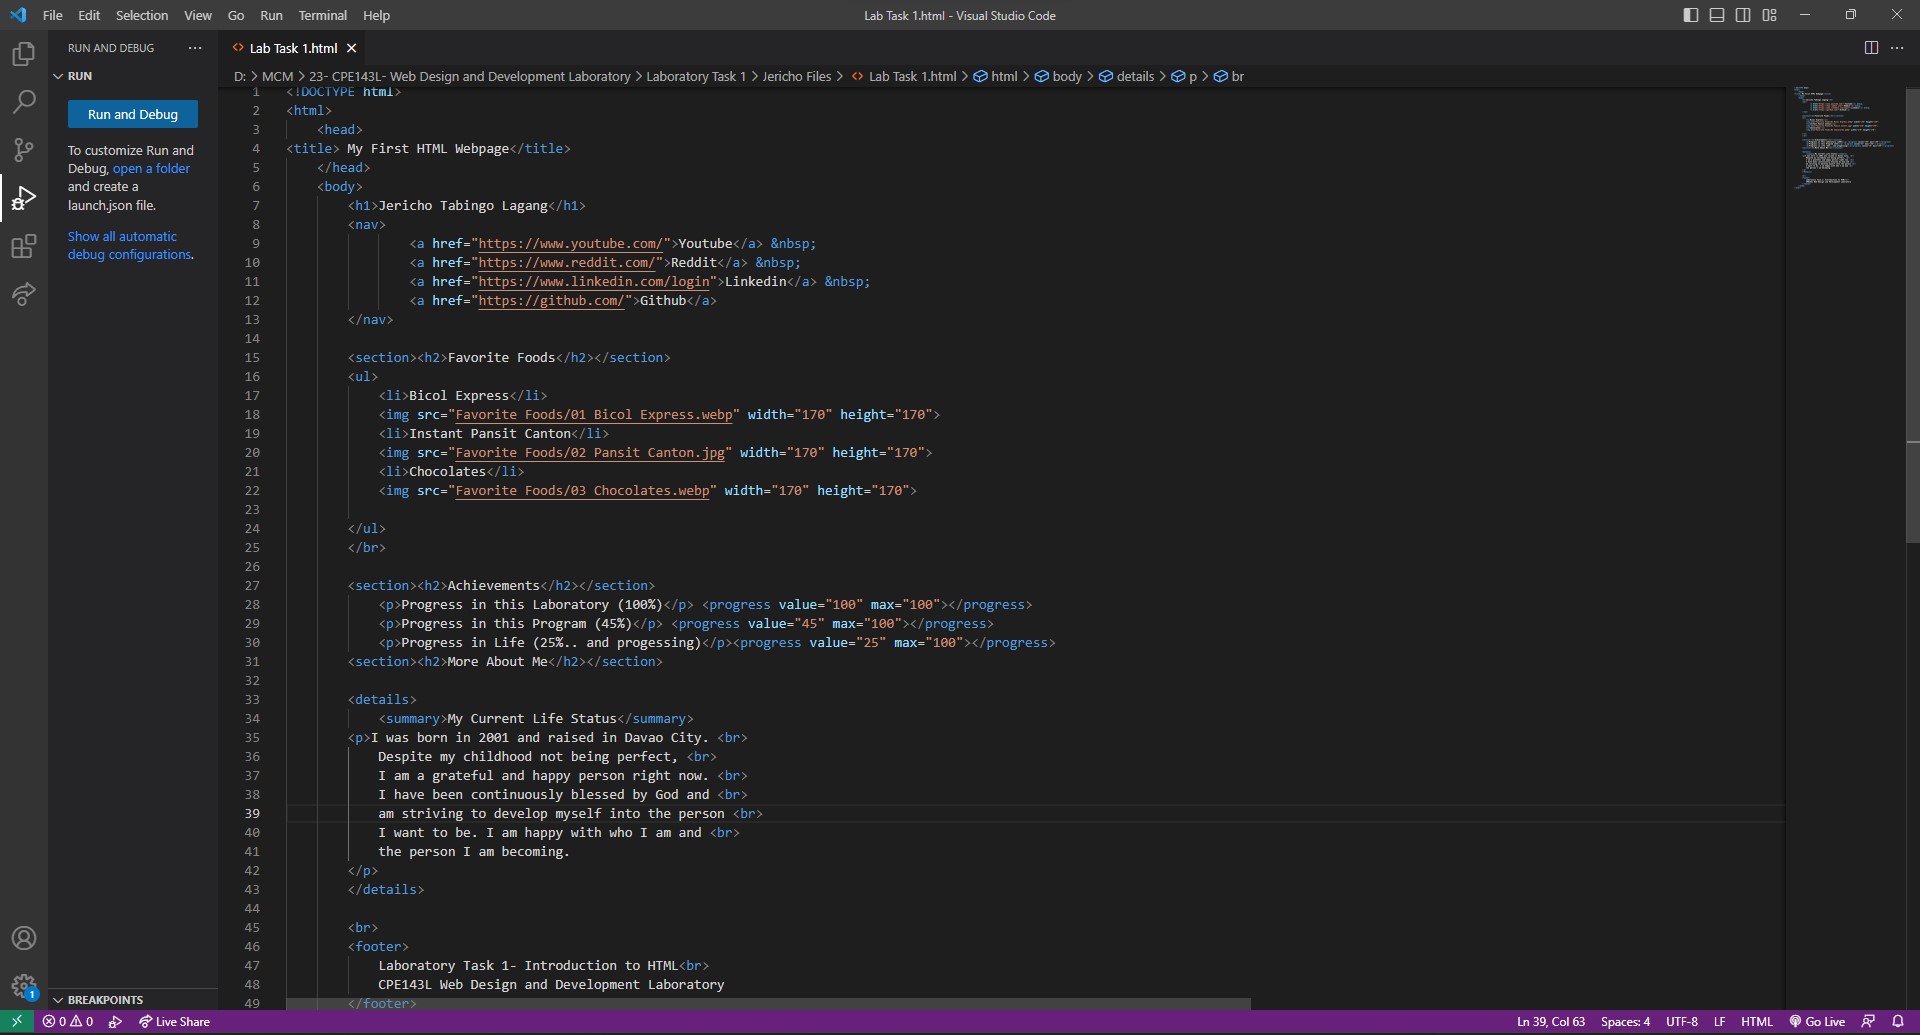 File Edit Selection View Go Run Terminal Help
Lab Task 1.html - Visual Studio Code
RUN AND DEBUG
RUN
Run and Debug
To customize Run and
Debug, open a folder
and create a
launch.json file.
Show all automatic
debug configurations.
BREAKPOINTS
Lab Task 1.html
D: > MCM > 23- CPE143L- Web Design and Development Laboratory > Laboratory Task 1 > Jericho Files > Lab Task 1.html > html > body > details > p > br
1 <!DOCTYPE html>
2 <html>
3 <head>
4 <title> My First HTML Webpage</title>
5 </head>
6 <body>
7 <h1>Jericho Tabingo Lagang</h1>
8 <nav>
9 <a href="https://www.youtube.com/">Youtube</a> &nbsp;
10 <a href="https://www.reddit.com/">Reddit</a> &nbsp;
11 <a href="https://www.linkedin.com/login">Linkedin</a> &nbsp;
12 <a href="https://github.com/">Github</a>
13 </nav>
14
15 <section><h2>Favorite Foods</h2></section>
16 <ul>
17 <li>Bicol Express</li>
18 <img src="Favorite Foods/01 Bicol Express.webp" width="170" height="170">
19 <li>Instant Pansit Canton</li>
20 <img src="Favorite Foods/02 Pansit Canton.jpg" width="170" height="170">
21 <li>Chocolates</li>
22 <img src="Favorite Foods/03 Chocolates.webp" width="170" height="170">
23
24 </ul>
25 </br>
26
27 <section><h2>Achievements</h2></section>
28 <p>Progress in this Laboratory (100%)</p> <progress value="100" max="100"></progress>
29 <p>Progress in this Program (45%)</p> <progress value="45" max="100"></progress>
30 <p>Progress in Life (25%.. and progessing)</p><progress value="25" max="100"></progress>
31 <section><h2>More About Me</h2></section>
32
33 <details>
34 <summary>My Current Life Status</summary>
35 <p>I was born in 2001 and raised in Davao City. <br>
36 Despite my childhood not being perfect, <br>
37 I am a grateful and happy person right now. <br>
38 I have been continuously blessed by God and <br>
39 am striving to develop myself into the person <br>
40 I want to be. I am happy with who I am and <br>
41 the person I am becoming.
42 </p>
43 </details>
44
45 <br>
46 <footer>
47 Laboratory Task 1- Introduction to HTML<br>
48 CPE143L Web Design and Development Laboratory
49 </footer>
1
0 0 Live Share
Ln 39, Col 63 Spaces: 4 UTF-8 LF HTML Go Live